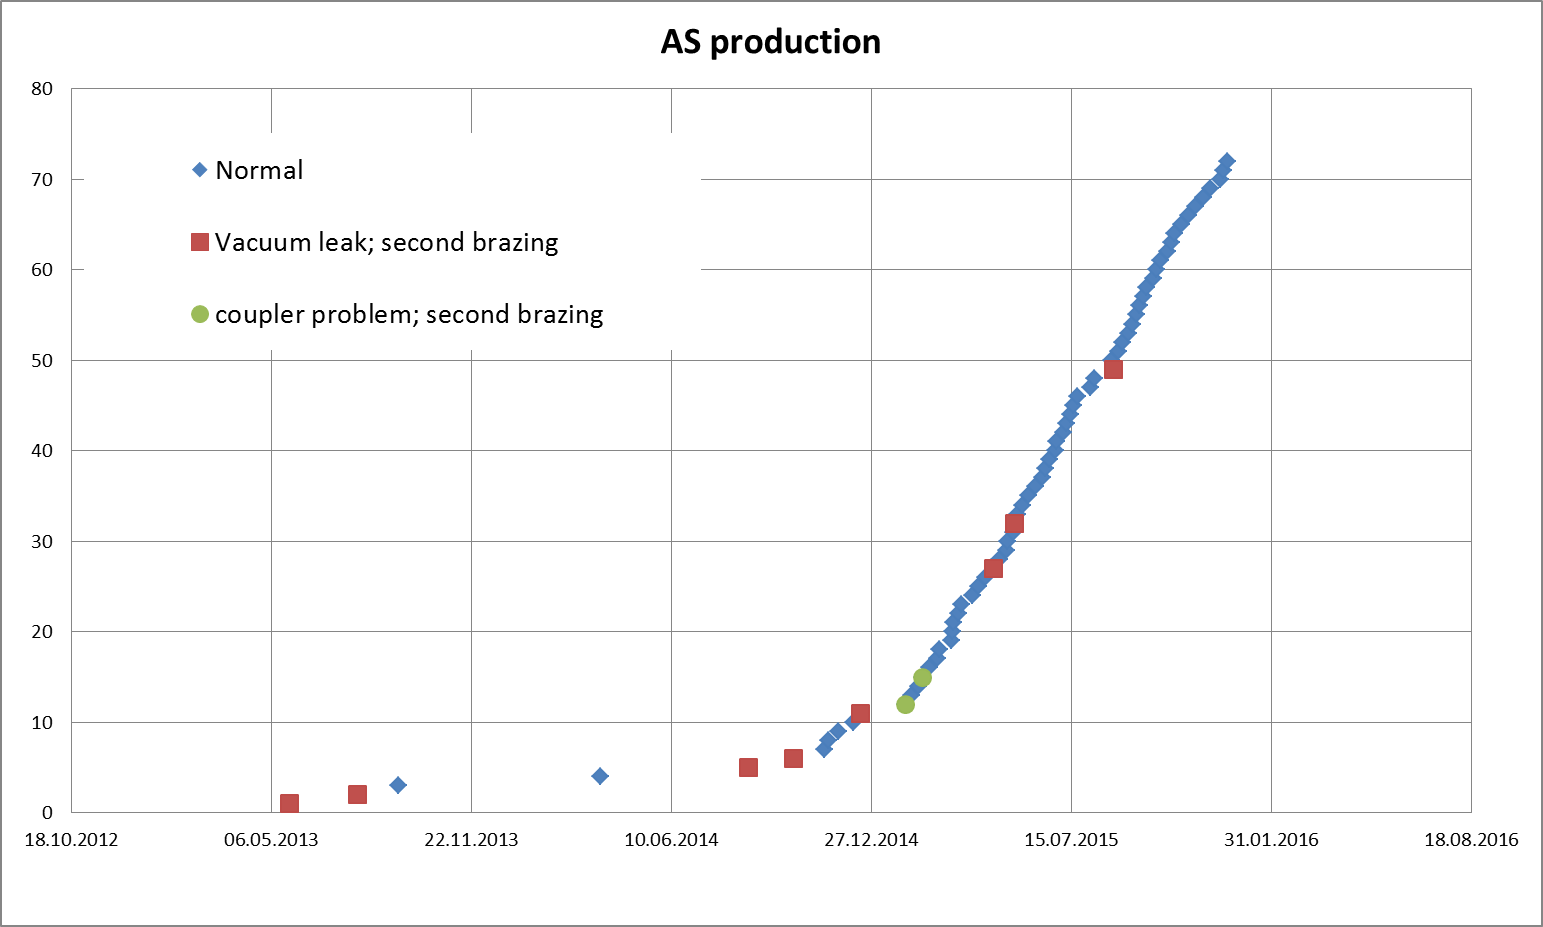 AS production
80
70
60
50
40
30
20
10
0
Normal
Vacuum leak; second brazing
coupler problem; second brazing
18.10.2012 06.05.2013 22.11.2013 10.06.2014 27.12.2014 15.07.2015 31.01.2016 18.08.2016